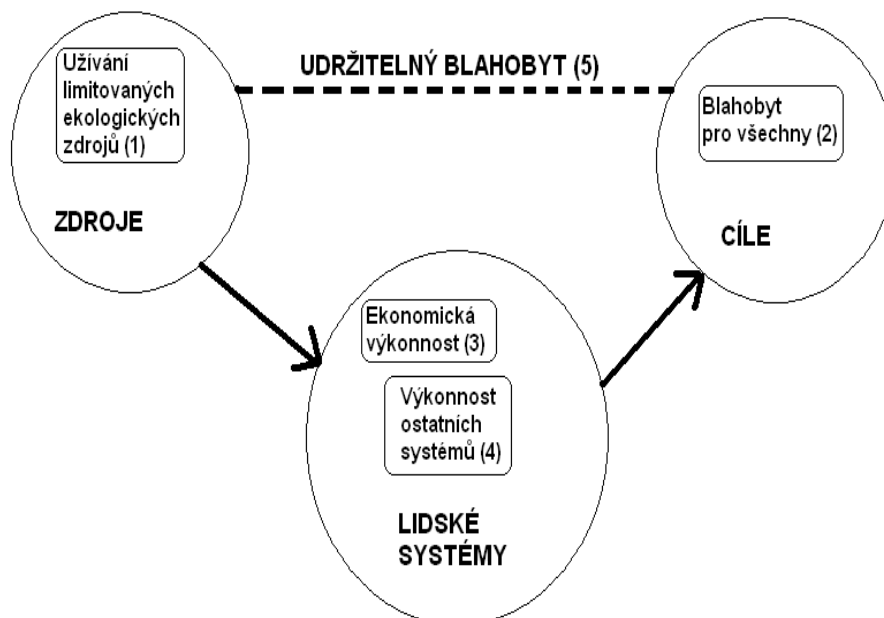 Užívání
limitovaných
ekologických
zdrojů (1)
ZDROJE
UDRŽITELNÝ BLAHOBYT (5)
Blahobyt
pro všechny (2)
CÍLE
Ekonomická
výkonnost (3)
Výkonnost
ostatních
systémů (4)
LIDSKÉ
SYSTÉMY